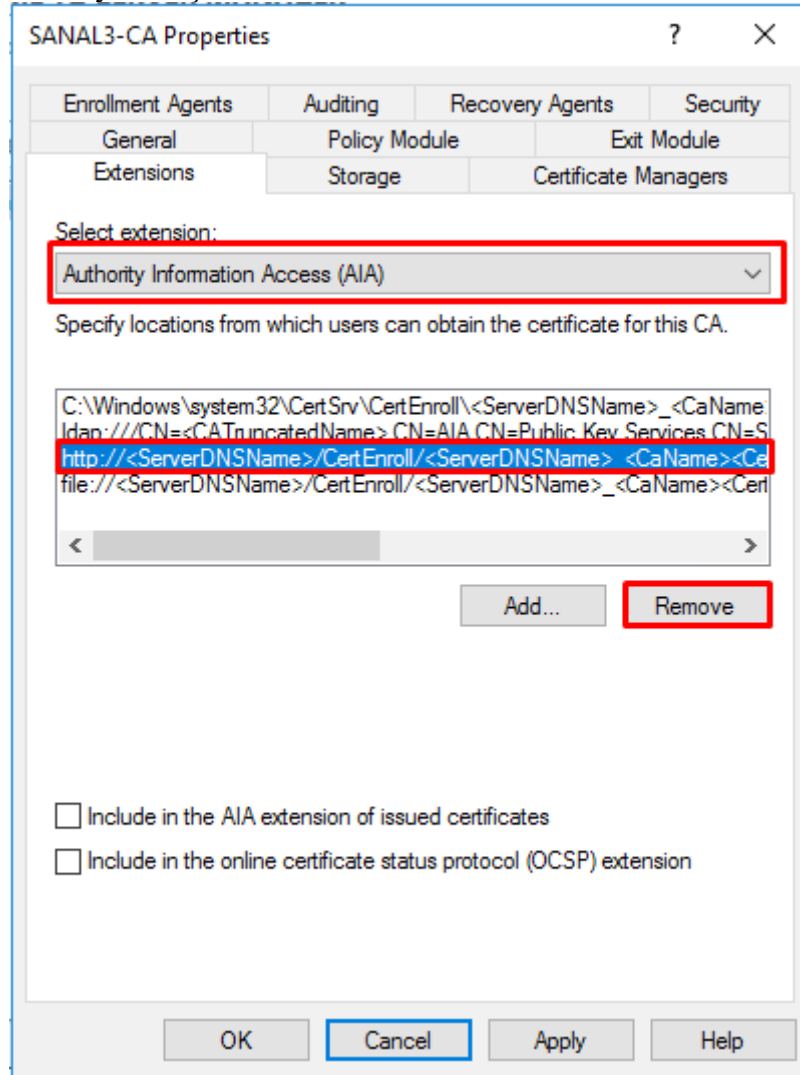 SANAL3-CA Properties ? ×
Enrollment Agents Auditing Recovery Agents Security
General Policy Module Exit Module
Extensions Storage Certificate Managers
Select extension:
Authority Information Access (AIA)
Specify locations from which users can obtain the certificate for this CA.
C:\Windows\system32\CertSrv\CertEnroll\<ServerDNSName>_<CaName
ldap:///CN=<CATruncatedName>,CN=AIA,CN=Public Key Services,CN=S
http://<ServerDNSName>/CertEnroll/<ServerDNSName>_<CaName><Ce
file://<ServerDNSName>/CertEnroll/<ServerDNSName>_<CaName><Cert
Add... Remove
Include in the AIA extension of issued certificates
Include in the online certificate status protocol (OCSP) extension
OK Cancel Apply Help